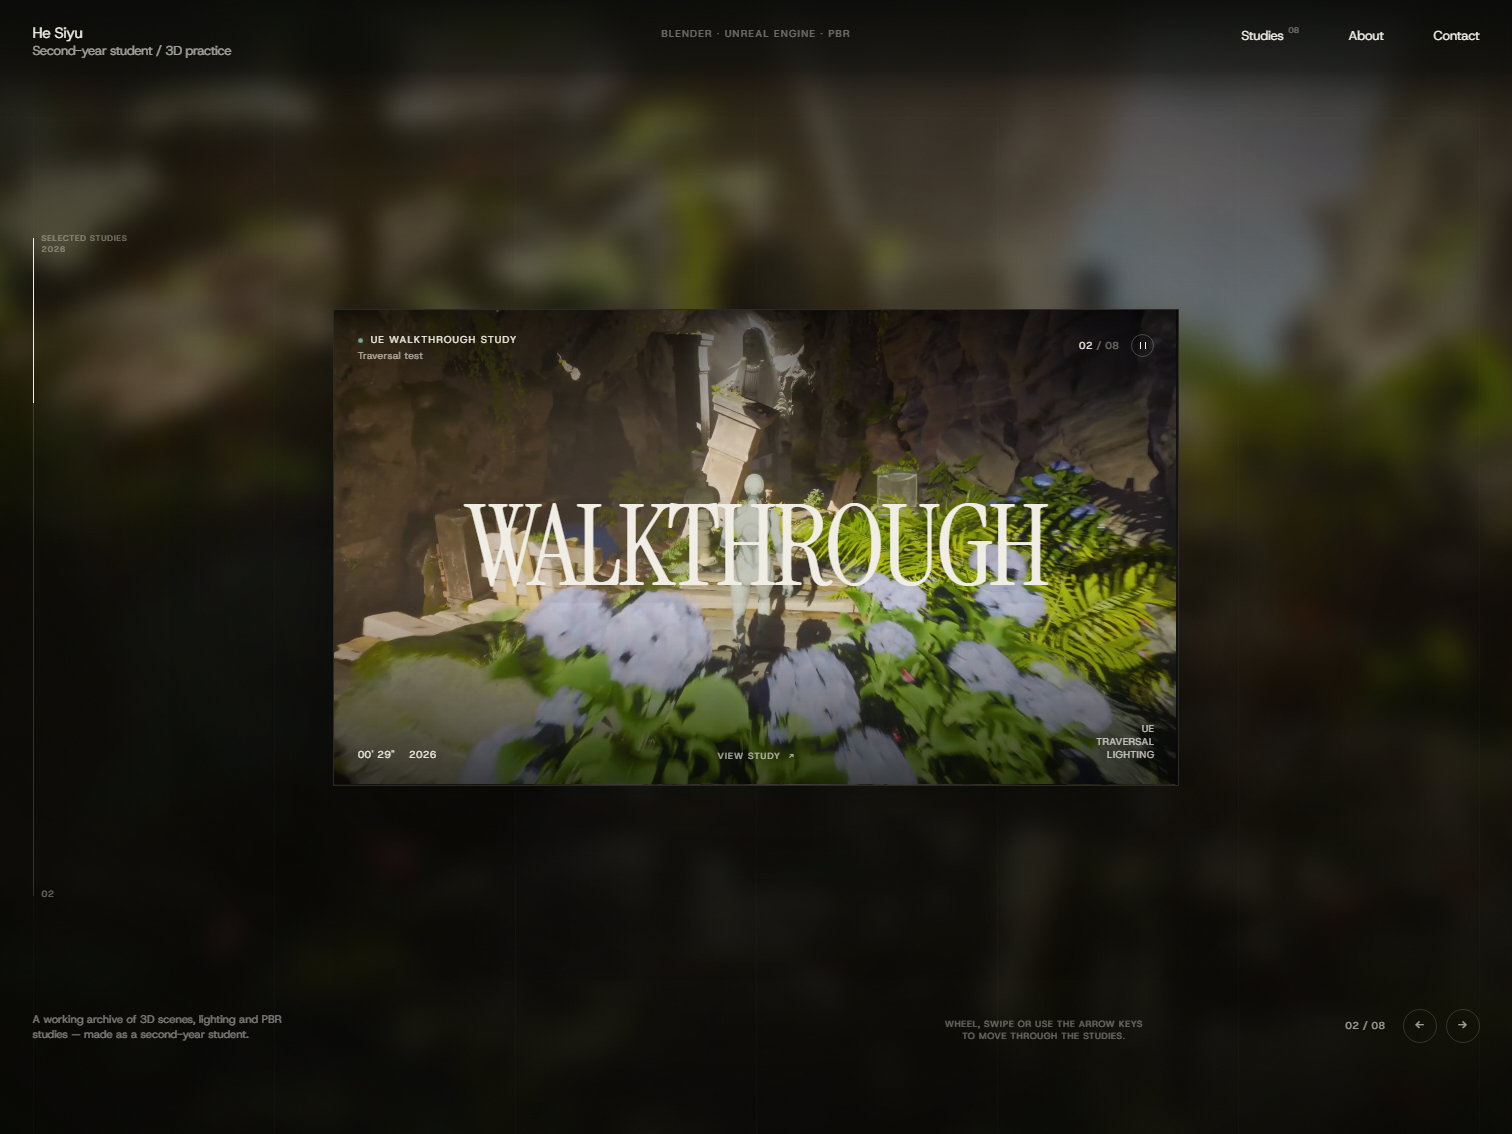 He Siyu
Second-year student / 3D practice
BLENDER · UNREAL ENGINE · PBR
Studies 08
About
Contact
SELECTED STUDIES
2026
UE WALKTHROUGH STUDY
Traversal test
02 / 08
WALKTHROUGH
00' 29" 2026
VIEW STUDY ↗
UE
TRAVERSAL
LIGHTING
02
A working archive of 3D scenes, lighting and PBR
studies — made as a second-year student.
WHEEL, SWIPE OR USE THE ARROW KEYS
TO MOVE THROUGH THE STUDIES.
02 / 08 ← →